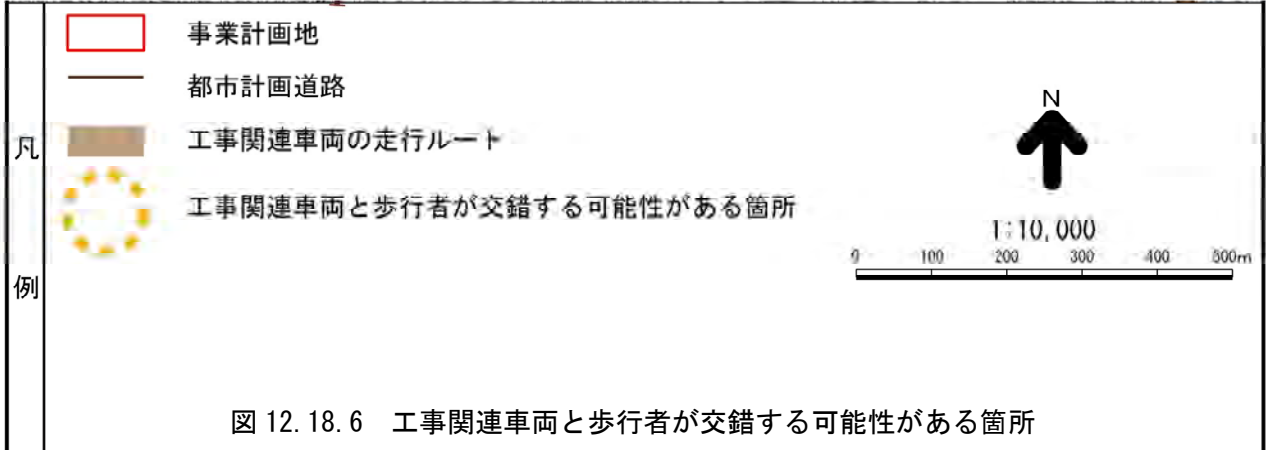 凡
例
事業計画地
都市計画道路
工事関連車両の走行ルート
工事関連車両と歩行者が交錯する可能性がある箇所
N
1:10,000
0 100 200 300 400 500m
図 12.18.6 工事関連車両と歩行者が交錯する可能性がある箇所